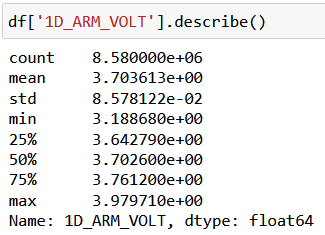 df['1D_ARM_VOLT'].describe()
count    8.580000e+06
mean     3.703613e+00
std      8.578122e-02
min      3.188680e+00
25%      3.642790e+00
50%      3.702600e+00
75%      3.761200e+00
max      3.979710e+00
Name: 1D_ARM_VOLT, dtype: float64